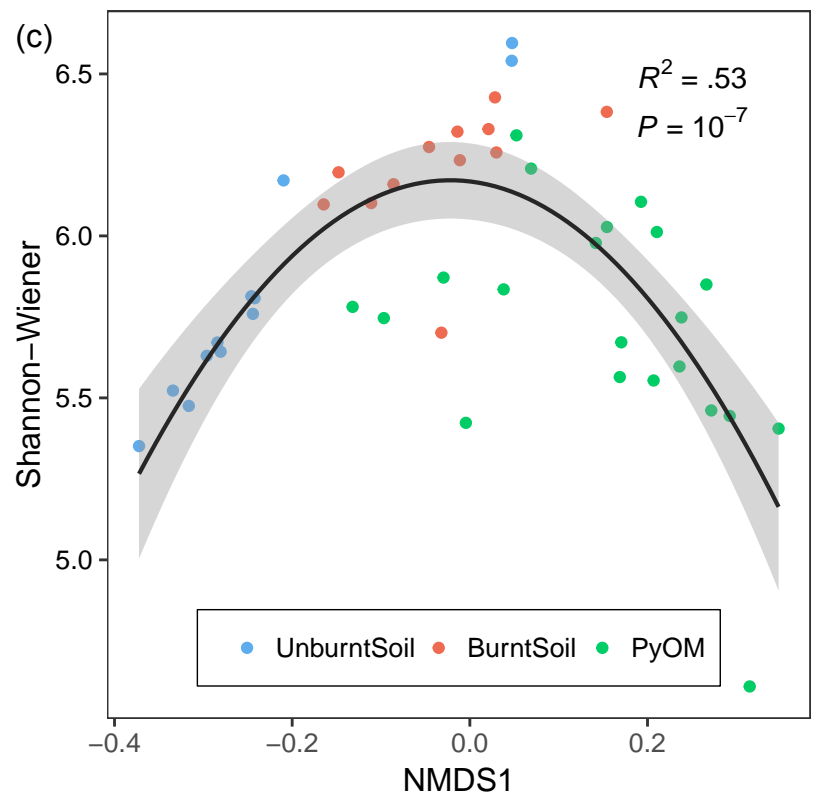 (c)
R² = .53
P = 10⁻⁷
6.5
6.0
5.5
5.0
Shannon−Wiener
UnburntSoil BurntSoil PyOM
−0.4 −0.2 0.0 0.2
NMDS1